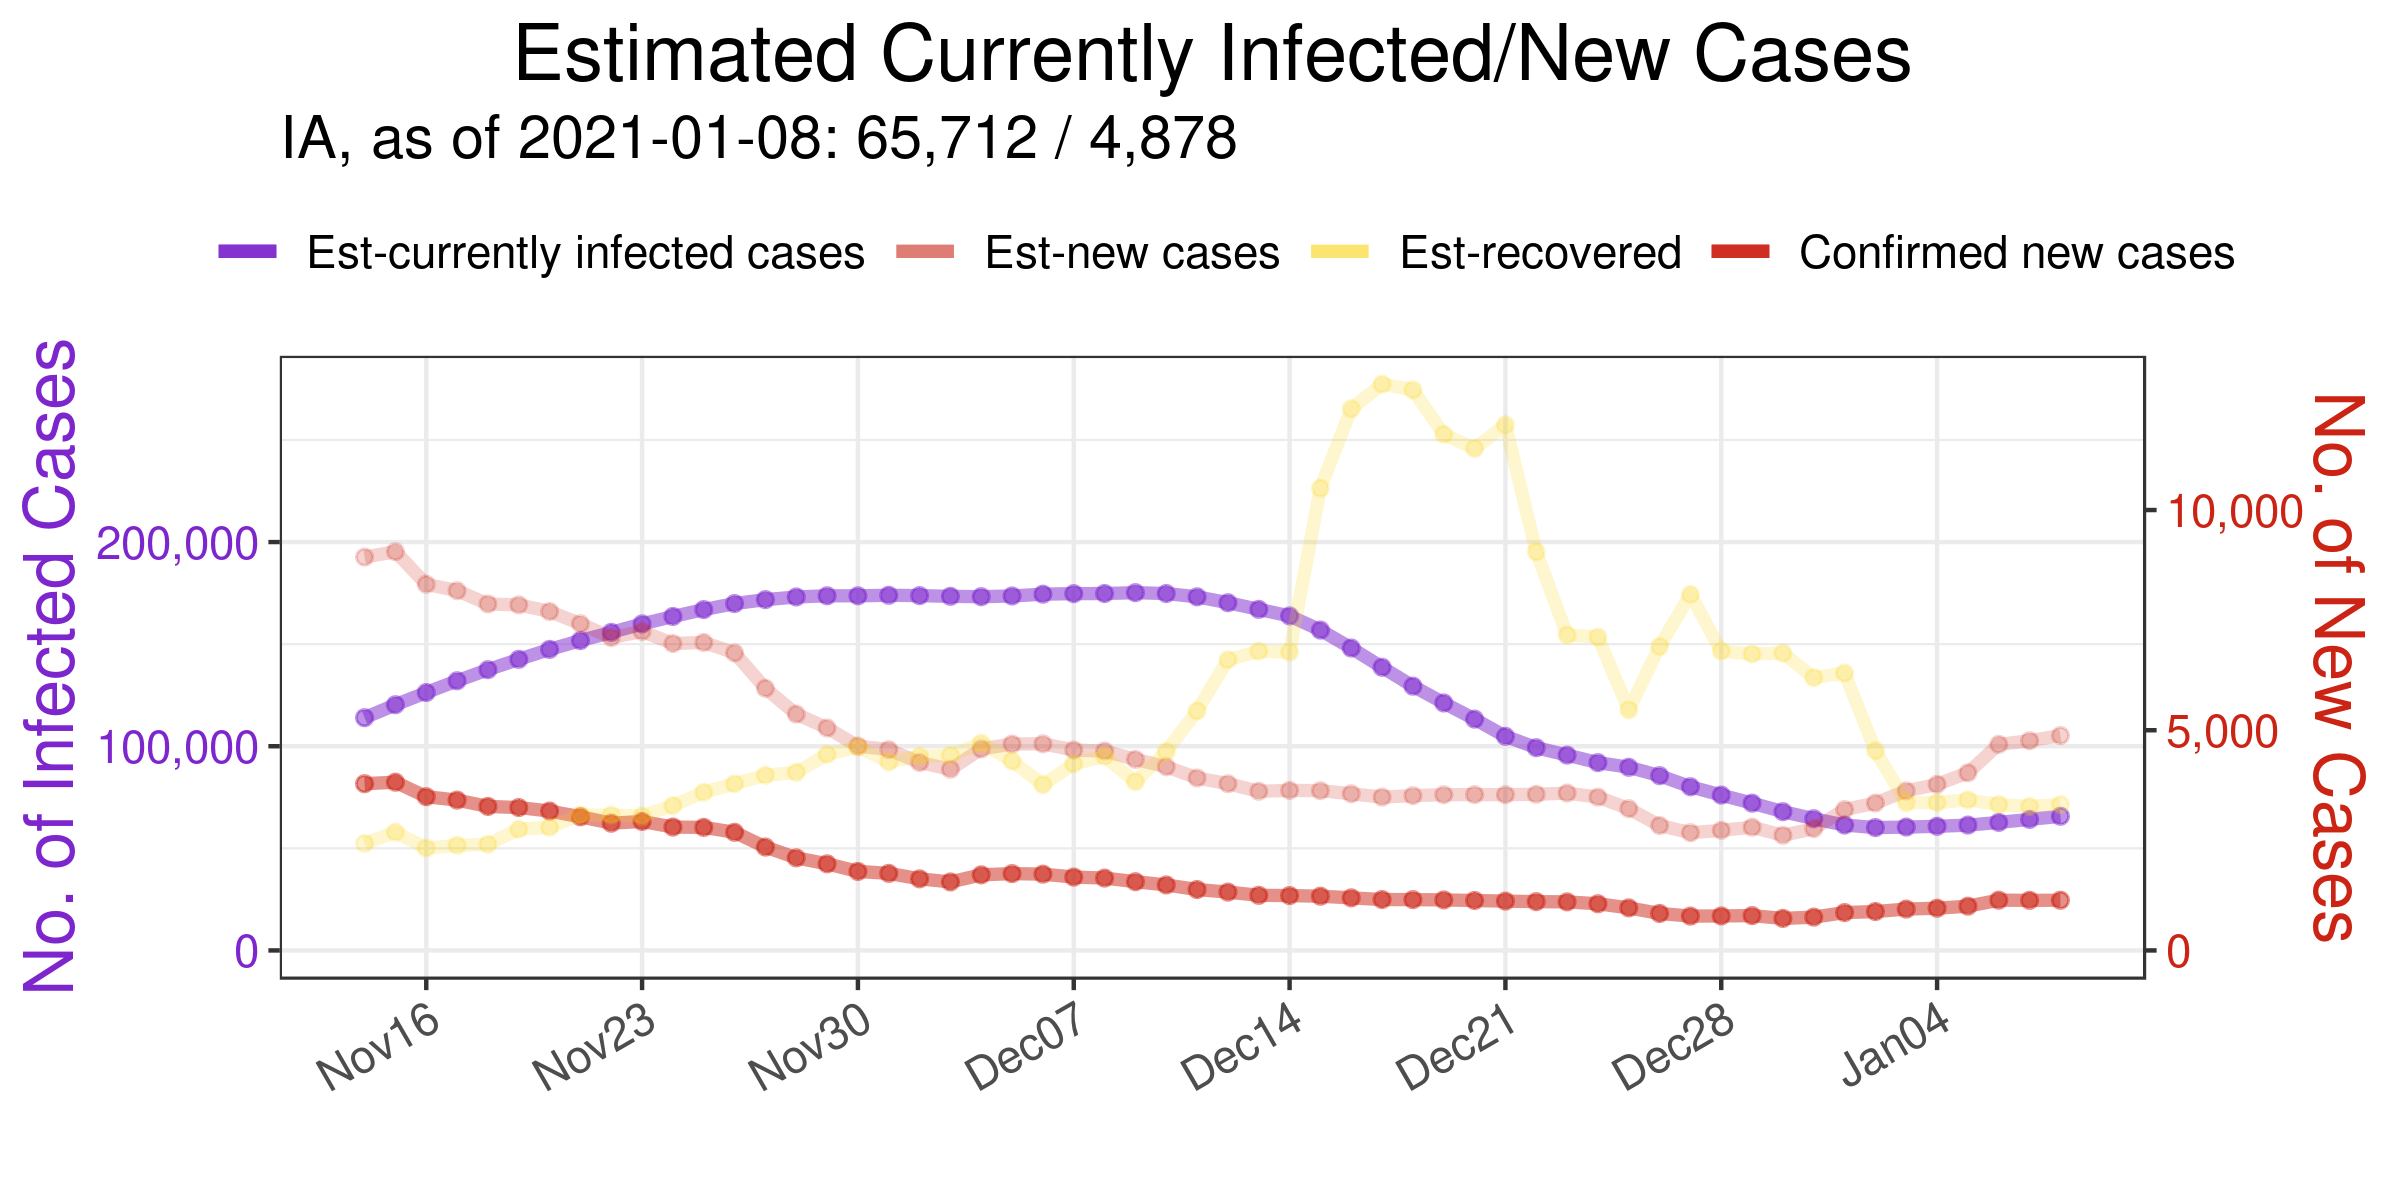 Estimated Currently Infected/New Cases
IA, as of 2021-01-08: 65,712 / 4,878
Est-currently infected cases Est-new cases Est-recovered Confirmed new cases
No. of Infected Cases
200,000
100,000
0
10,000
5,000
0
No. of New Cases
Nov16 Nov23 Nov30 Dec07 Dec14 Dec21 Dec28 Jan04